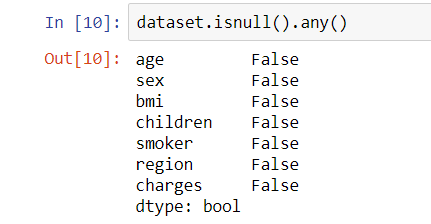 In [10]: dataset.isnull().any()
Out[10]: age False
sex False
bmi False
children False
smoker False
region False
charges False
dtype: bool